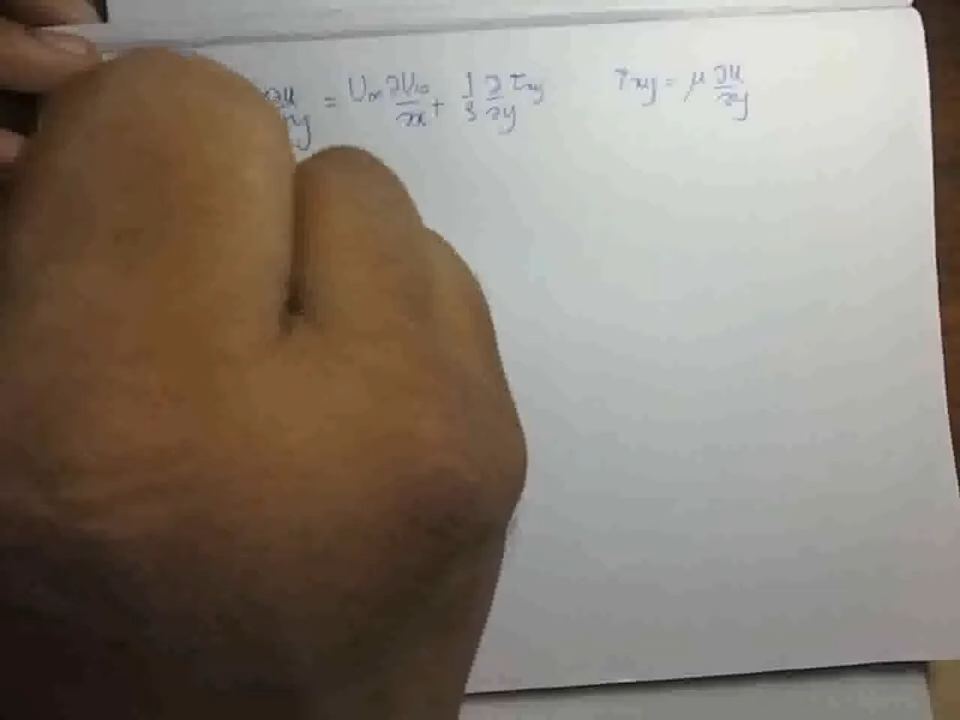 ∂u/∂y = U∞ ∂U∞/∂x + 1/ρ ∂/∂y τxy    τxy = μ ∂u/∂y